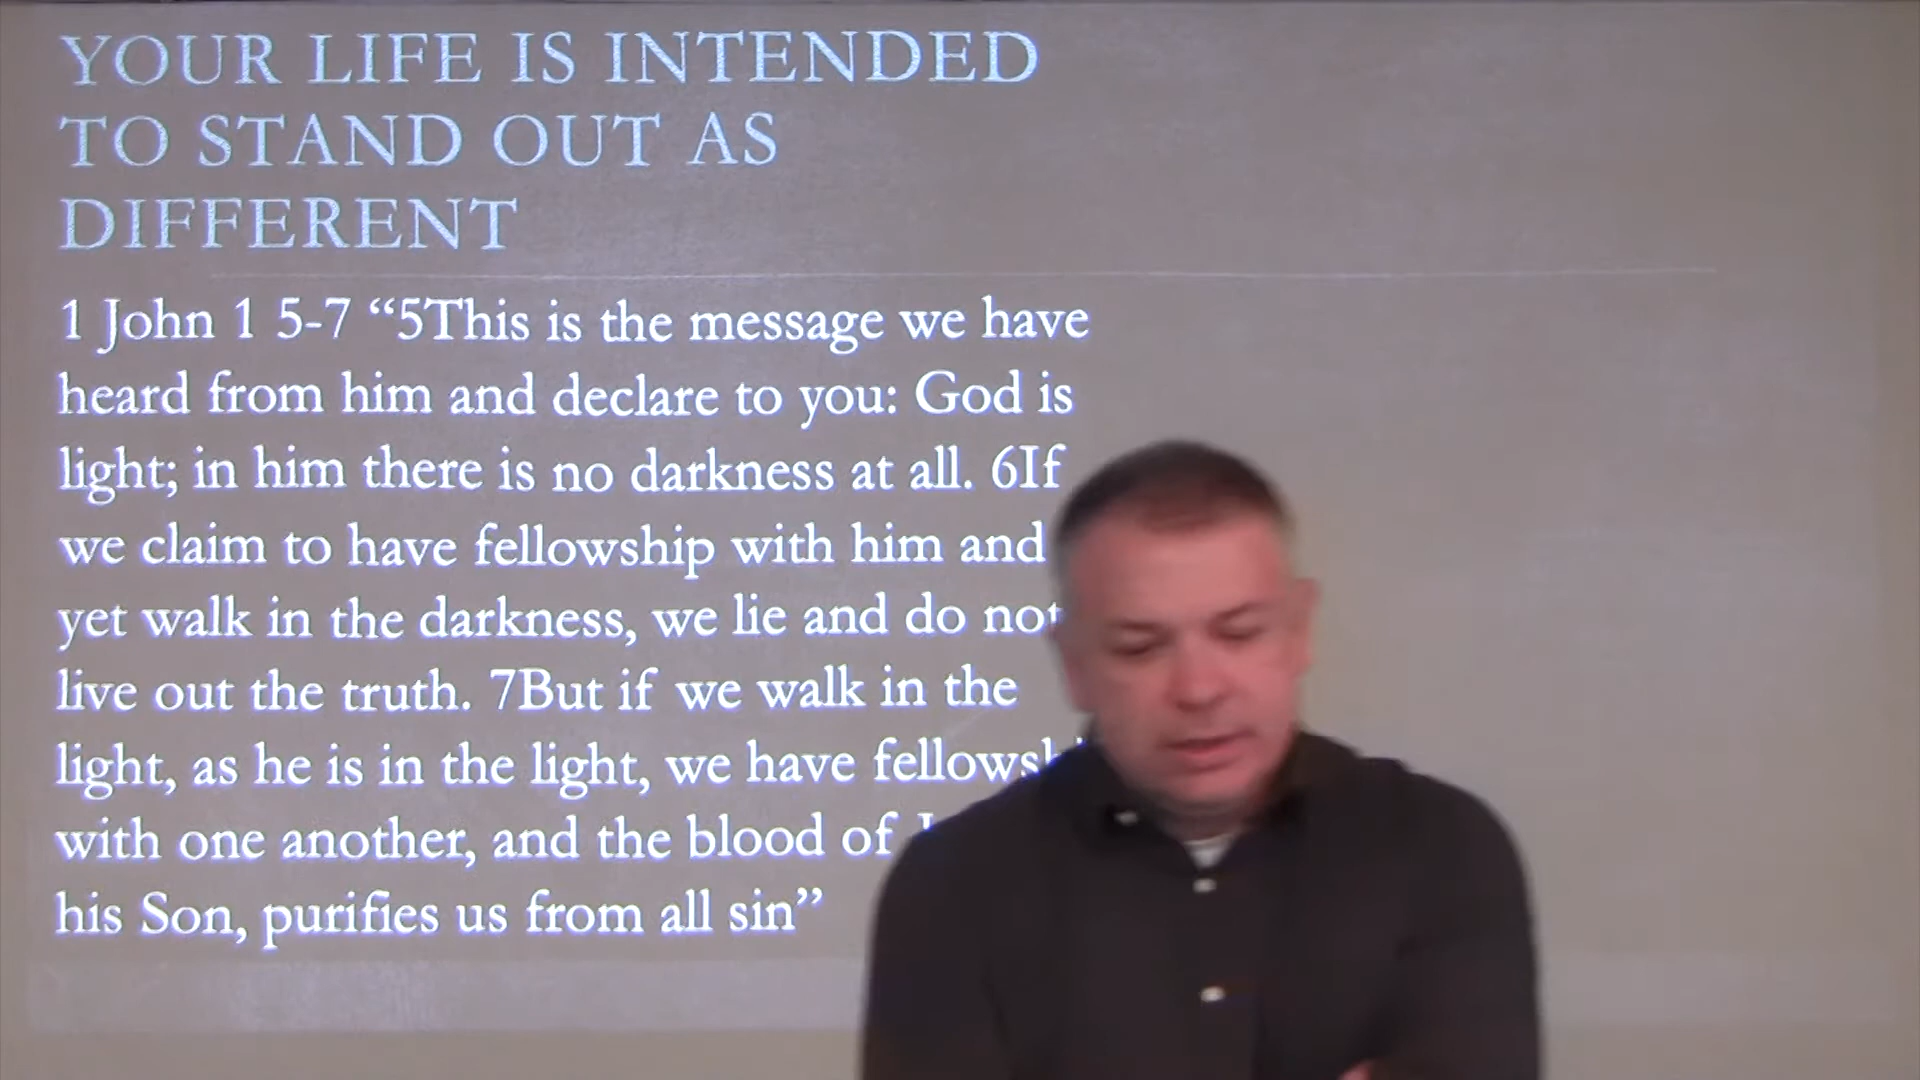 YOUR LIFE IS INTENDED
TO STAND OUT AS
DIFFERENT
1 John 1 5-7 “5This is the message we have
heard from him and declare to you: God is
light; in him there is no darkness at all. 6If
we claim to have fellowship with him and
yet walk in the darkness, we lie and do not
live out the truth. 7But if we walk in the
light, as he is in the light, we have
with one another, and the blood of
his Son, purifies us from all sin”